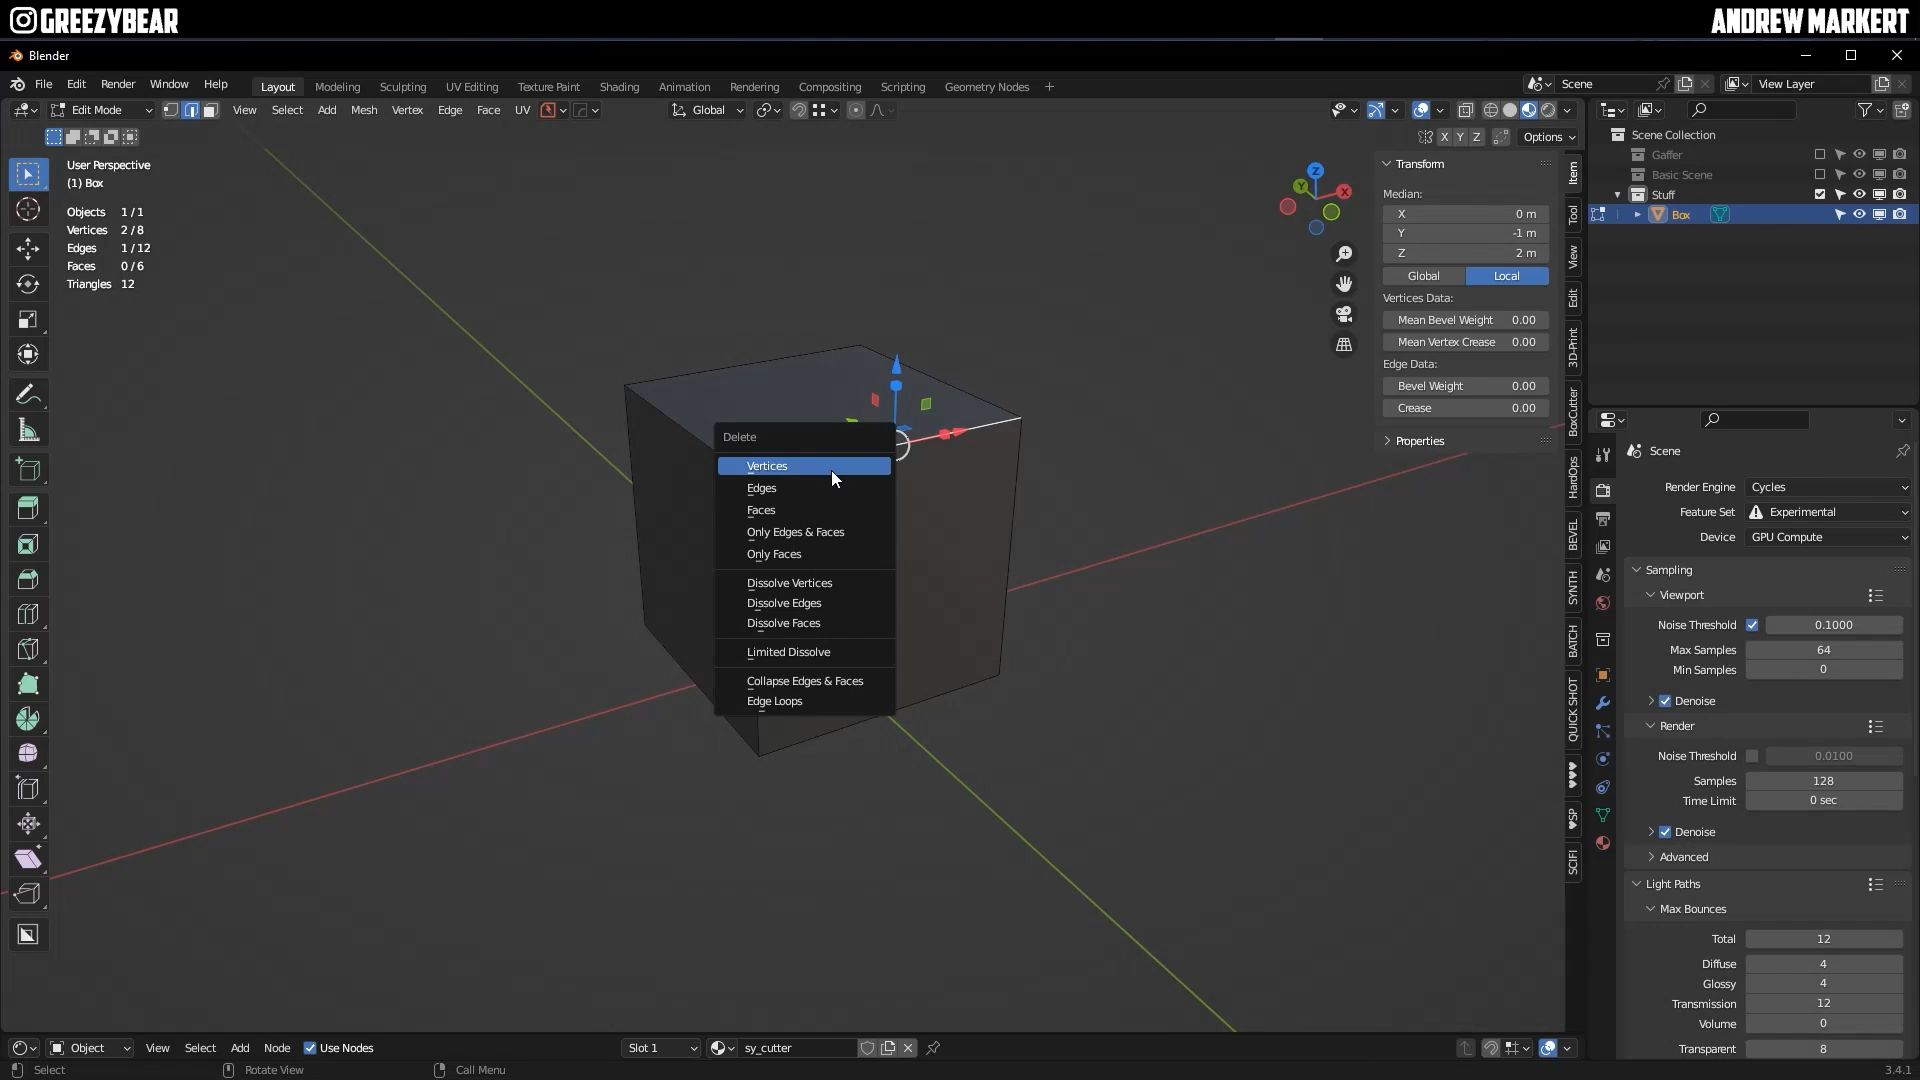 GREEZYBEAR
ANDREW MARKERT
Blender
File Edit Render Window Help
Layout Modeling Sculpting UV Editing Texture Paint Shading Animation Rendering Compositing Scripting Geometry Nodes +
Scene
View Layer
Edit Mode
View Select Add Mesh Vertex Edge Face UV
Global
X Y Z
Options
User Perspective
(1) Box
Objects 1 / 1
Vertices 2 / 8
Edges 1 / 12
Faces 0 / 6
Triangles 12
Z
Y
X
Delete
Vertices
Edges
Faces
Only Edges & Faces
Only Faces
Dissolve Vertices
Dissolve Edges
Dissolve Faces
Limited Dissolve
Collapse Edges & Faces
Edge Loops
Transform
Median:
X 0 m
Y -1 m
Z 2 m
Global Local
Vertices Data:
Mean Bevel Weight 0.00
Mean Vertex Crease 0.00
Edge Data:
Bevel Weight 0.00
Crease 0.00
Properties
Item
Tool
View
Edit
3D-Print
BoxCutter
HardOps
BEVEL
SYNTH
BATCH
QUICK SHOT
♥♥♥
♥SP
SCIFI
Scene Collection
Gaffer
Basic Scene
Stuff
Box
Scene
Render Engine Cycles
Feature Set Experimental
Device GPU Compute
Sampling
Viewport
Noise Threshold 0.1000
Max Samples 64
Min Samples 0
Denoise
Render
Noise Threshold 0.0100
Samples 128
Time Limit 0 sec
Denoise
Advanced
Light Paths
Max Bounces
Total 12
Diffuse 4
Glossy 4
Transmission 12
Volume 0
Transparent 8
Object
View Select Add Node Use Nodes
Slot 1
sy_cutter
Select
Rotate View
Call Menu
3.4.1